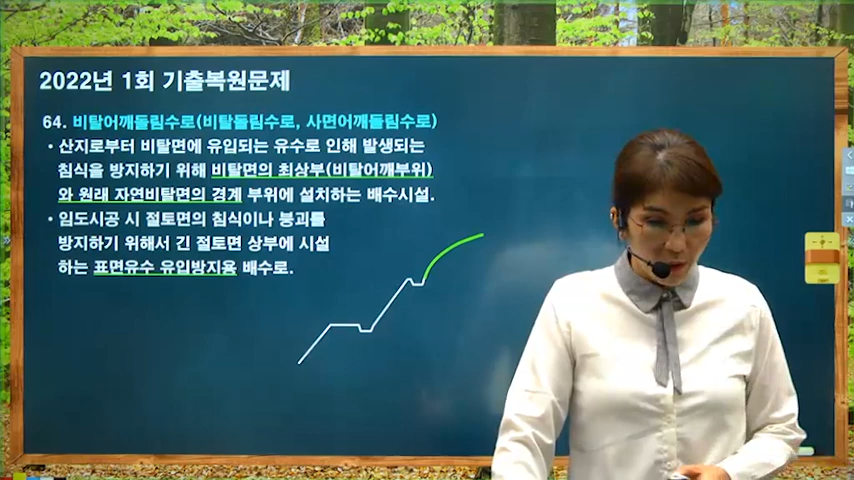 2022년 1회 기출복원문제
64. 비탈어깨돌림수로(비탈돌림수로, 사면어깨돌림수로)
• 산지로부터 비탈면에 유입되는 유수로 인해 발생되는
침식을 방지하기 위해 비탈면의 최상부(비탈어깨부위)
와 원래 자연비탈면의 경계 부위에 설치하는 배수시설.
• 임도시공 시 절토면의 침식이나 붕괴를
방지하기 위해서 긴 절토면 상부에 시설
하는 표면유수 유입방지용 배수로.